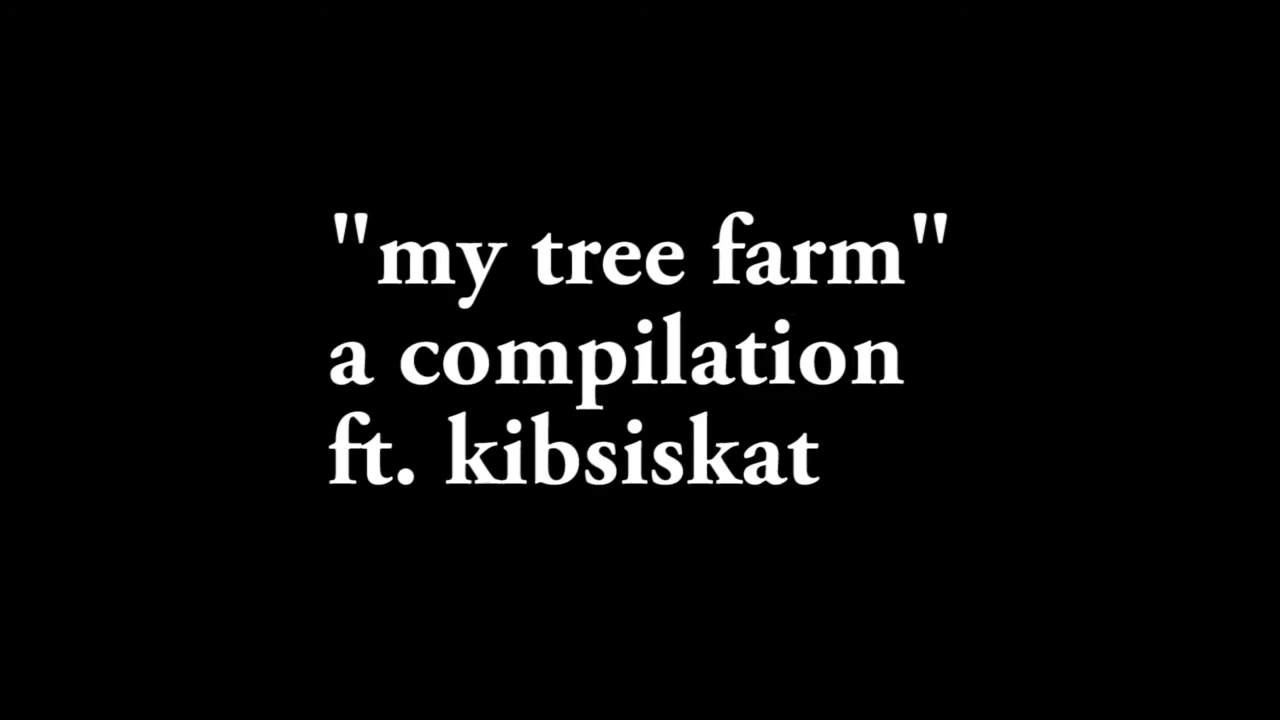 "my tree farm"
a compilation
ft. kibsiskat